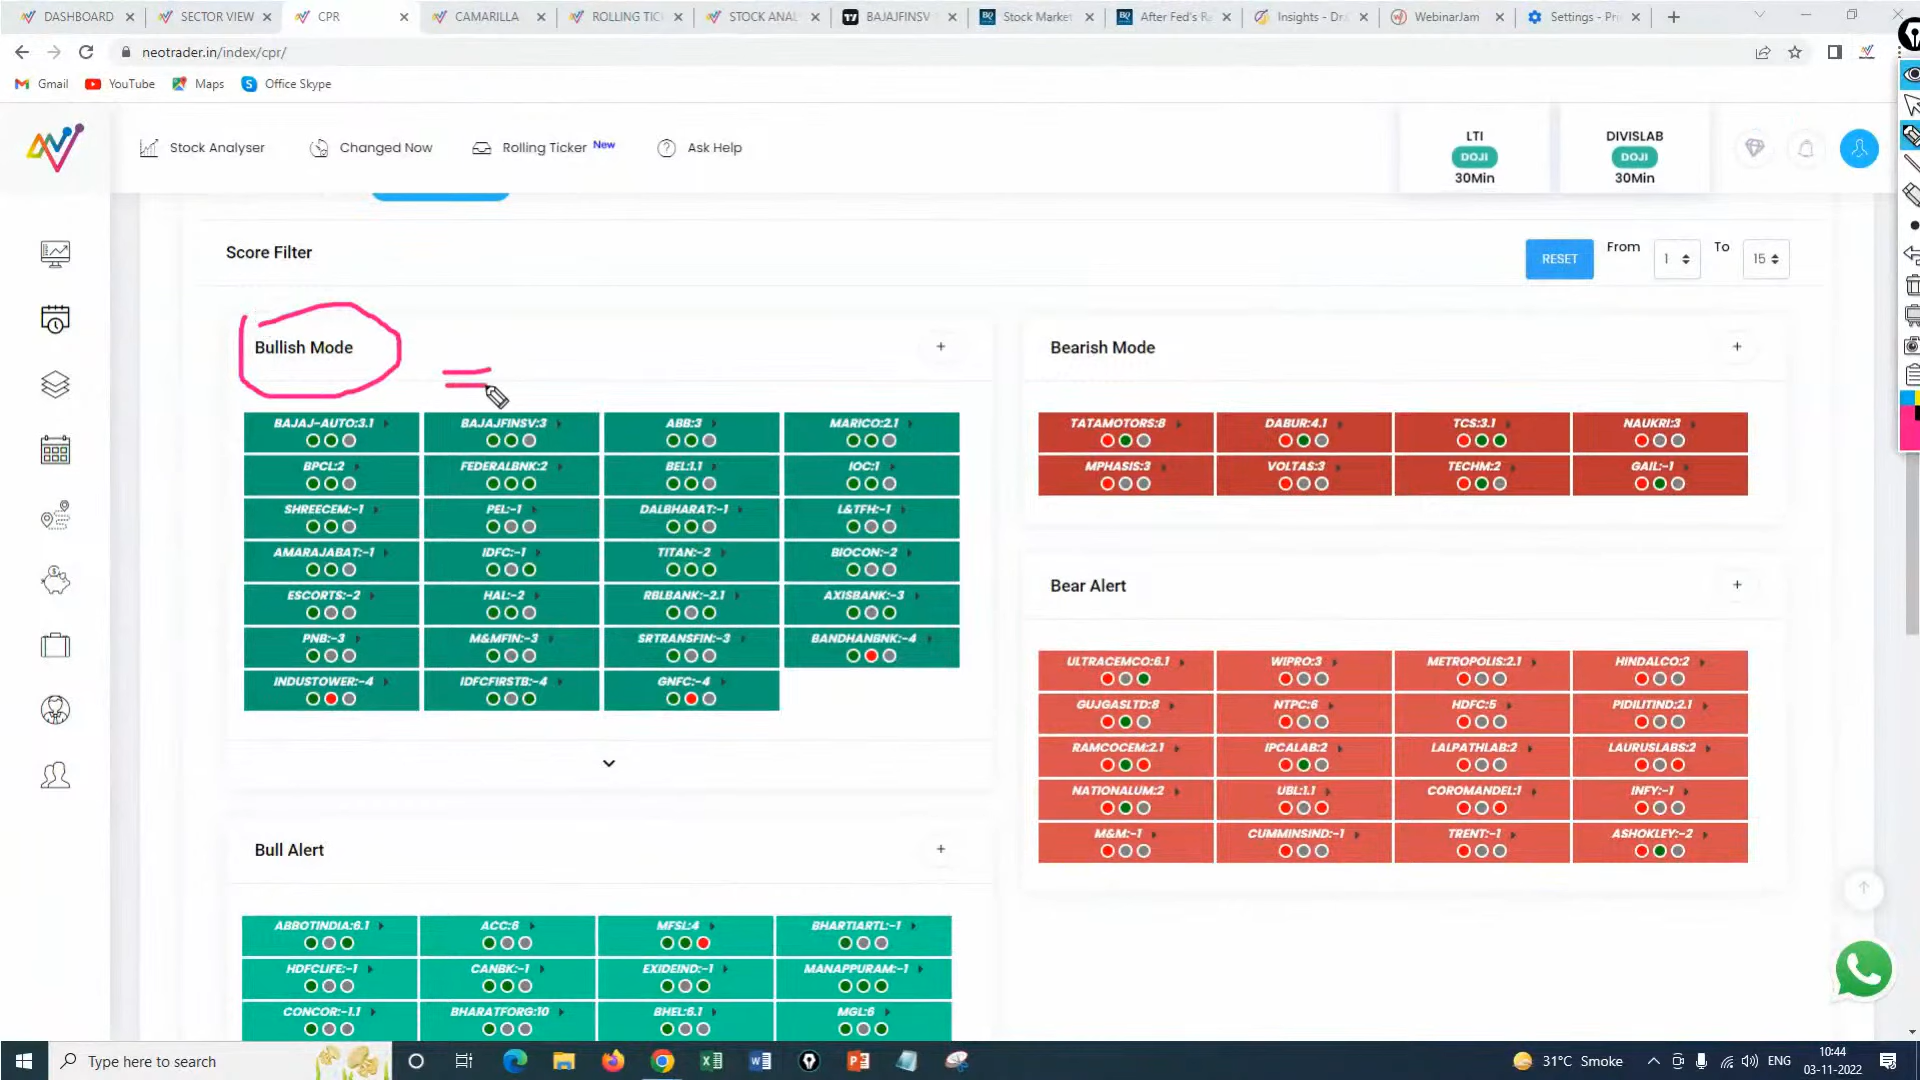 DASHBOARD
SECTOR VIEW
CPR
CAMARILLA
ROLLING TIC
STOCK ANAL
BAJAJFINSV
Stock Market
After Fed's Ra
Insights - Dr
WebinarJam
Settings - Pri
neotrader.in/index/cpr/
Gmail
YouTube
Maps
Office Skype
Stock Analyser
Changed Now
Rolling Ticker New
Ask Help
LTI
DOJI
30Min
DIVISLAB
DOJI
30Min
Score Filter
RESET
From
1
To
15
Bullish Mode
BAJAJ-AUTO:3.1
BAJAJFINSV:3
ABB:3
MARICO:2.1
BPCL:2
FEDERALBNK:2
BEL:1.1
IOC:1
SHREECEM:-1
PEL:-1
DALBHARAT:-1
L&TFH:-1
AMARAJABAT:-1
IDFC:-1
TITAN:-2
BIOCON:-2
ESCORTS:-2
HAL:-2
RBLBANK:-2.1
AXISBANK:-3
PNB:-3
M&MFIN:-3
SRTRANSFIN:-3
BANDHANBNK:-4
INDUSTOWER:-4
IDFCFIRSTB:-4
GNFC:-4
Bearish Mode
TATAMOTORS:8
DABUR:4.1
TCS:3.1
NAUKRI:3
MPHASIS:3
VOLTAS:3
TECHM:2
GAIL:-1
Bear Alert
ULTRACEMCO:6.1
WIPRO:3
METROPOLIS:2.1
HINDALCO:2
GUJGASLTD:8
NTPC:6
HDFC:5
PIDILITIND:2.1
RAMCOCEM:2.1
IPCALAB:2
LALPATHLAB:2
LAURUSLABS:2
NATIONALUM:2
UBL:1.1
COROMANDEL:1
INFY:-1
M&M:-1
CUMMINSIND:-1
TRENT:-1
ASHOKLEY:-2
Bull Alert
ABBOTINDIA:6.1
ACC:6
MFSL:4
BHARTIARTL:-1
HDFCLIFE:-1
CANBK:-1
EXIDEIND:-1
MANAPPURAM:-1
CONCOR:-1.1
BHARATFORG:10
BHEL:6.1
MGL:6
Type here to search
31°C Smoke
ENG
10:44
03-11-2022